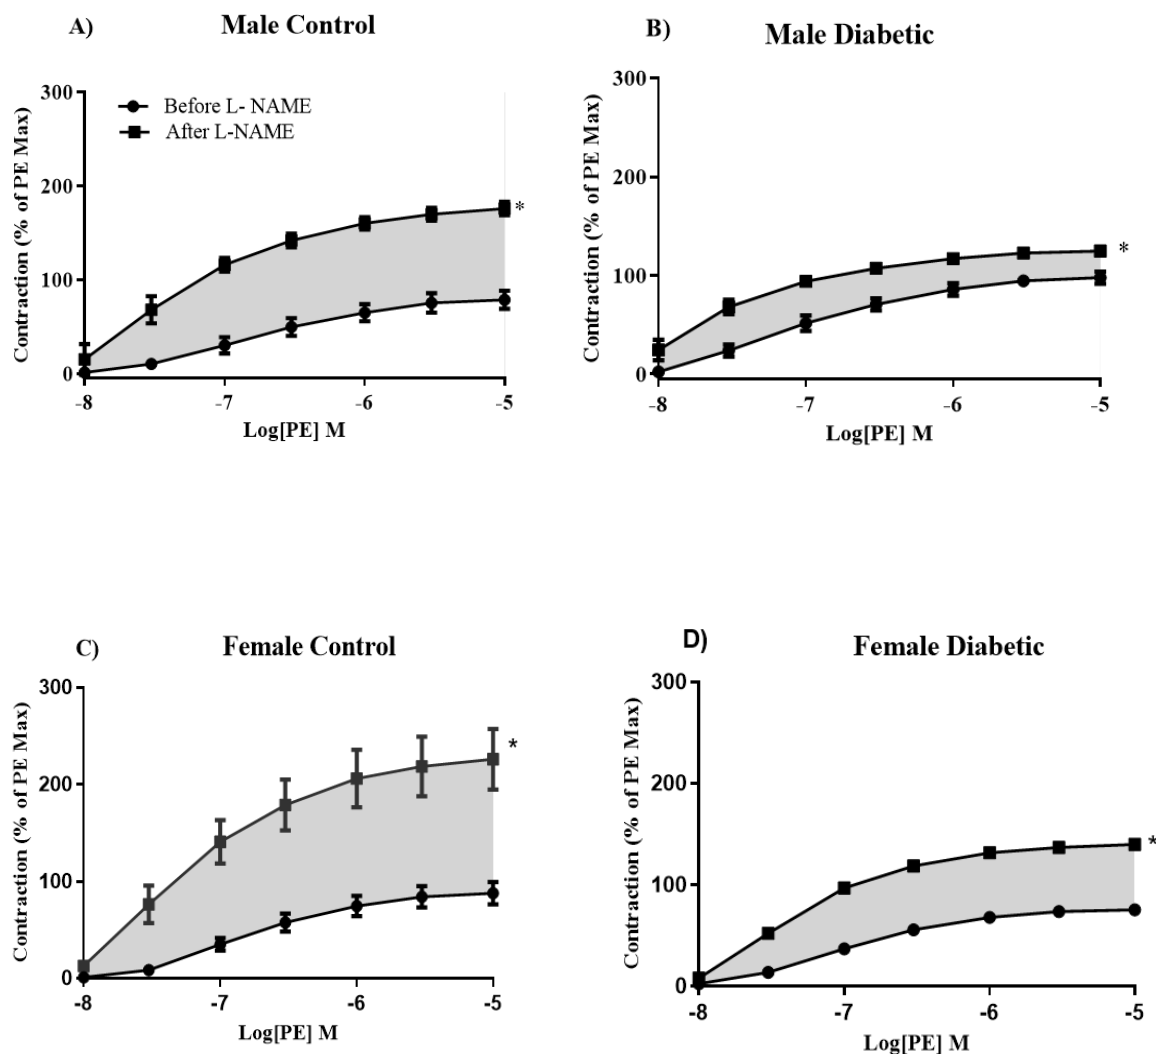 A)
Male Control
Contraction (% of PE Max)
300
200
100
0
Before L- NAME
After L-NAME
*
-8
-7
-6
-5
Log[PE] M
B)
Male Diabetic
Contraction (% of PE Max)
300
200
100
0
*
-8
-7
-6
-5
Log[PE] M
C)
Female Control
Contraction (% of PE Max)
300
200
100
0
*
-8
-7
-6
-5
Log[PE] M
D)
Female Diabetic
Contraction (% of PE Max)
300
200
100
0
*
-8
-7
-6
-5
Log[PE] M